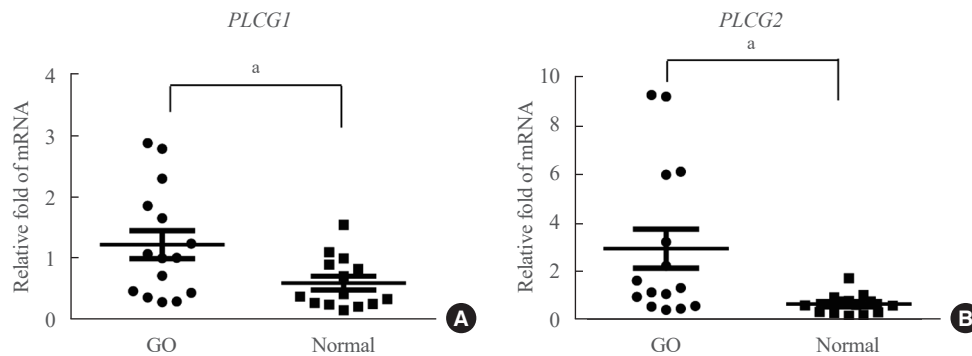 PLCG1
a
Relative fold of mRNA
4
3
2
1
0
GO
Normal
A
PLCG2
a
Relative fold of mRNA
10
8
6
4
2
0
GO
Normal
B